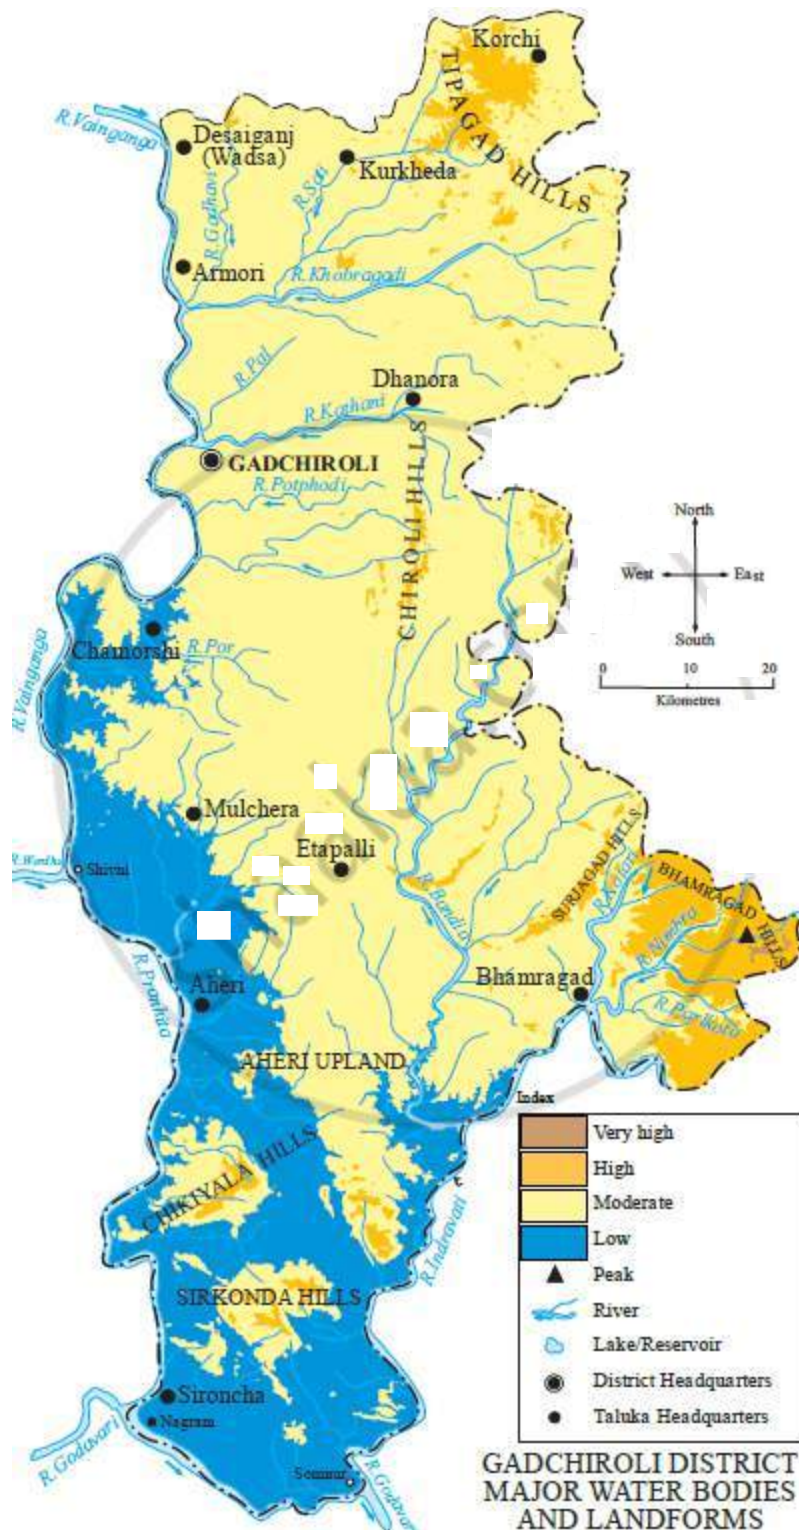 Korchi
TIPAGAD HILLS
R.Vainganga
Desaiganj
(Wadsa)
Kurkheda
R.Sati
R.Gadhavi
Armori
R.Khobragadi
R.Pal
Dhanora
R.Kathani
GADCHIROLI
R.Potphodi
CHIROLI HILLS
North
West
East
South
0 10 20
Kilometres
Chamorshi
R.Por
R.Vainganga
Mulchera
Etapalli
R.Wardha
Shivni
SURJAGAD HILLS
BHAMRAGAD HILLS
R.Kotari
R.Bandia
R.Nimbra
R.Parlkota
Bhamragad
R.Pranhita
Aheri
AHERI UPLAND
CHIKIYALA HILLS
R.Indravati
SIRKONDA HILLS
Sironcha
Nagram
R.Godavari
Somnur
R.Godavari
Index
Very high
High
Moderate
Low
Peak
River
Lake/Reservoir
District Headquarters
Taluka Headquarters
GADCHIROLI DISTRICT
MAJOR WATER BODIES
AND LANDFORMS